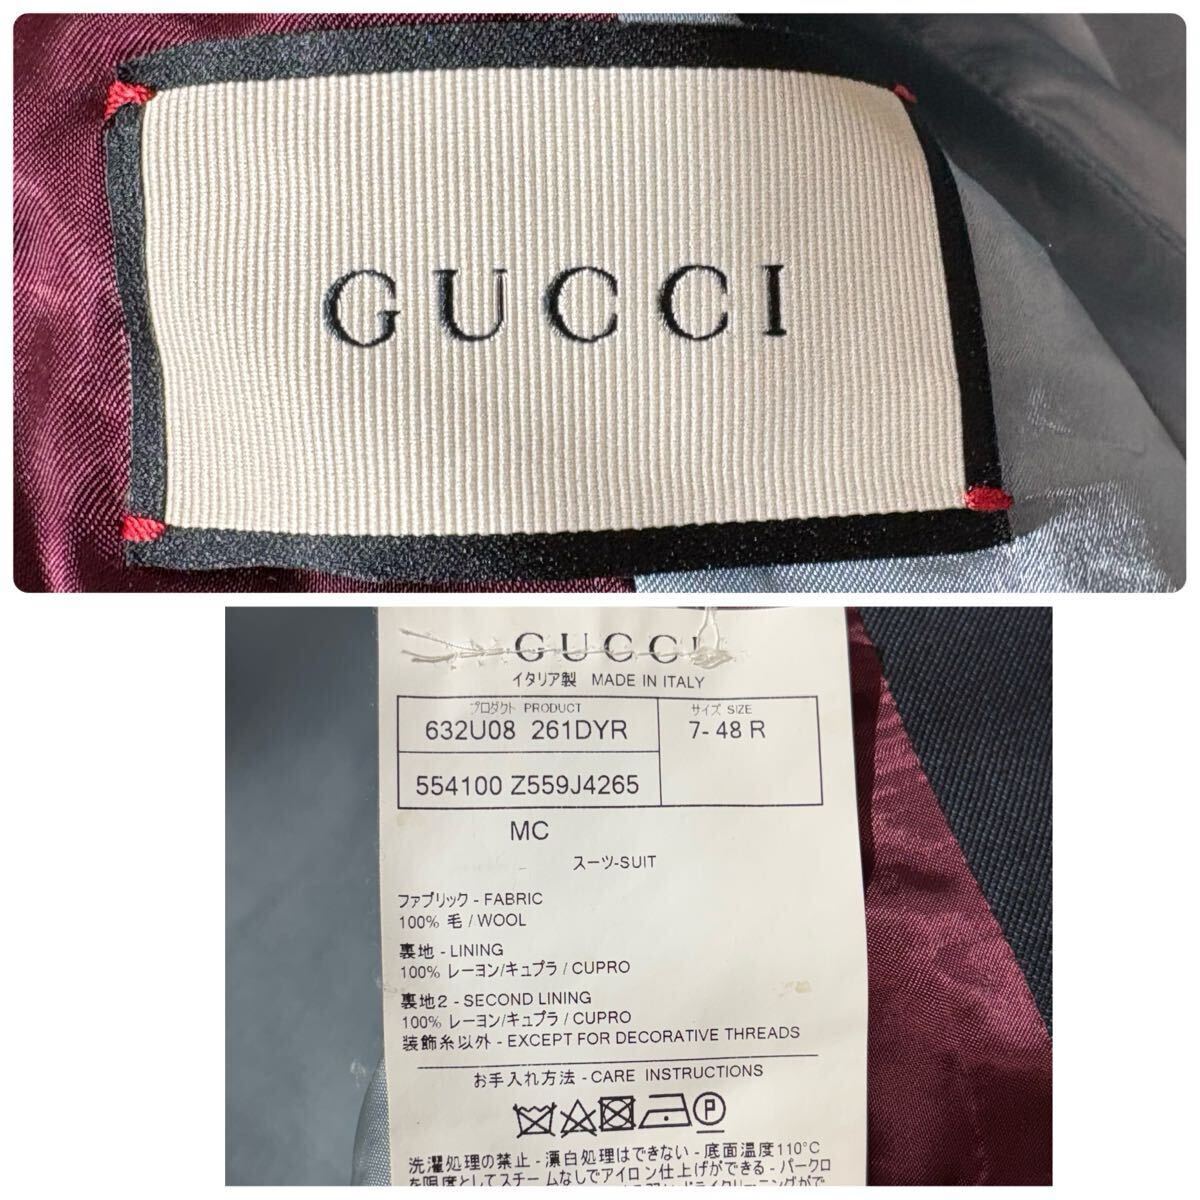 GUCCI
GUCCI
イタリア製 MADE IN ITALY
プロダクト PRODUCT
サイズ SIZE
632U08 261DYR
7- 48 R
554100 Z559J4265
MC
スーツ-SUIT
ファブリック - FABRIC
100% 毛 / WOOL
裏地 - LINING
100% レーヨン/キュプラ / CUPRO
裏地2 - SECOND LINING
100% レーヨン/キュプラ / CUPRO
装飾糸以外 - EXCEPT FOR DECORATIVE THREADS
お手入れ方法 - CARE INSTRUCTIONS
P
洗濯処理の禁止 - 漂白処理はできない - 底面温度110°C
を限度としてスチームなしでアイロン仕上げができる - パークロ